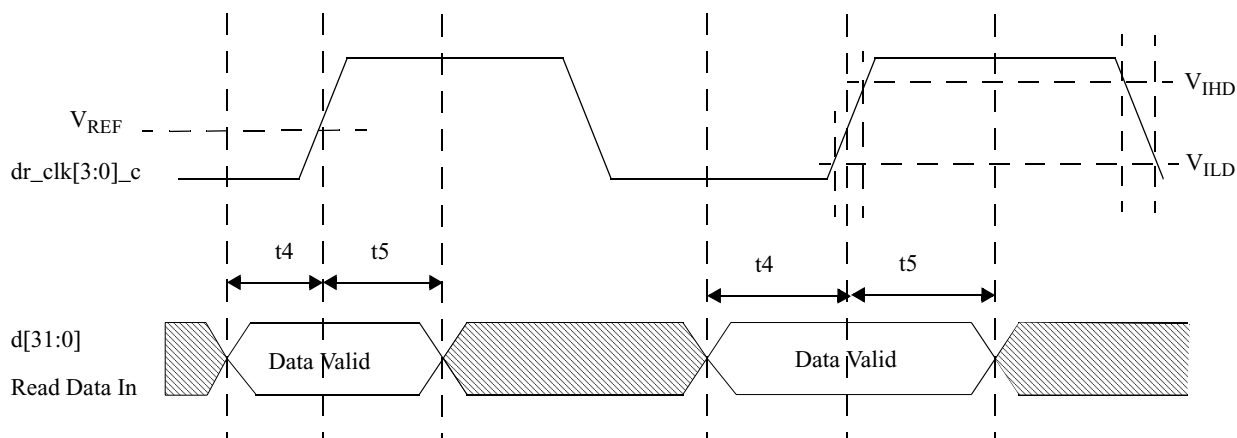 V_IHD
V_REF
dr_clk[3:0]_c
V_ILD
t4
t5
t4
t5
d[31:0]
Data Valid
Data Valid
Read Data In